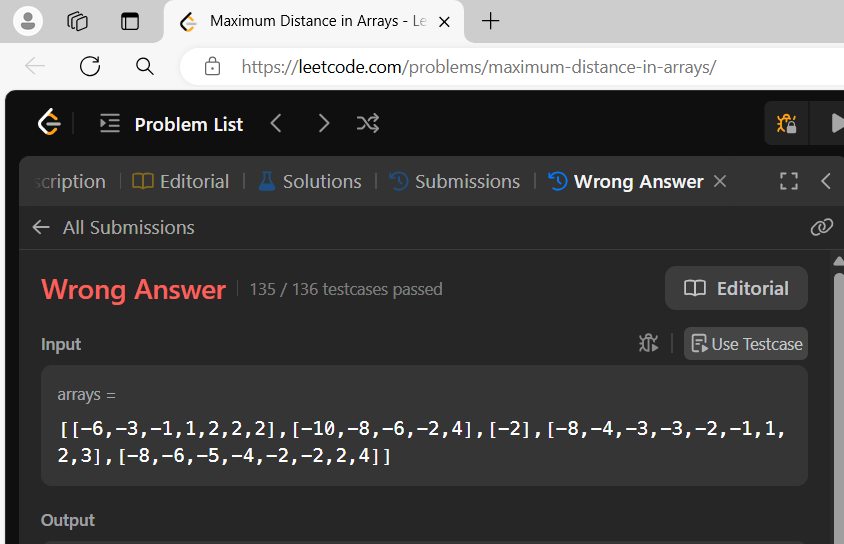 Maximum Distance in Arrays - Le
https://leetcode.com/problems/maximum-distance-in-arrays/
Problem List
scription Editorial Solutions Submissions Wrong Answer
All Submissions
Wrong Answer 135 / 136 testcases passed Editorial
Input Use Testcase
arrays =
[[-6,-3,-1,1,2,2,2],[-10,-8,-6,-2,4],[-2],[-8,-4,-3,-3,-2,-1,1,
2,3],[-8,-6,-5,-4,-2,-2,2,4]]
Output